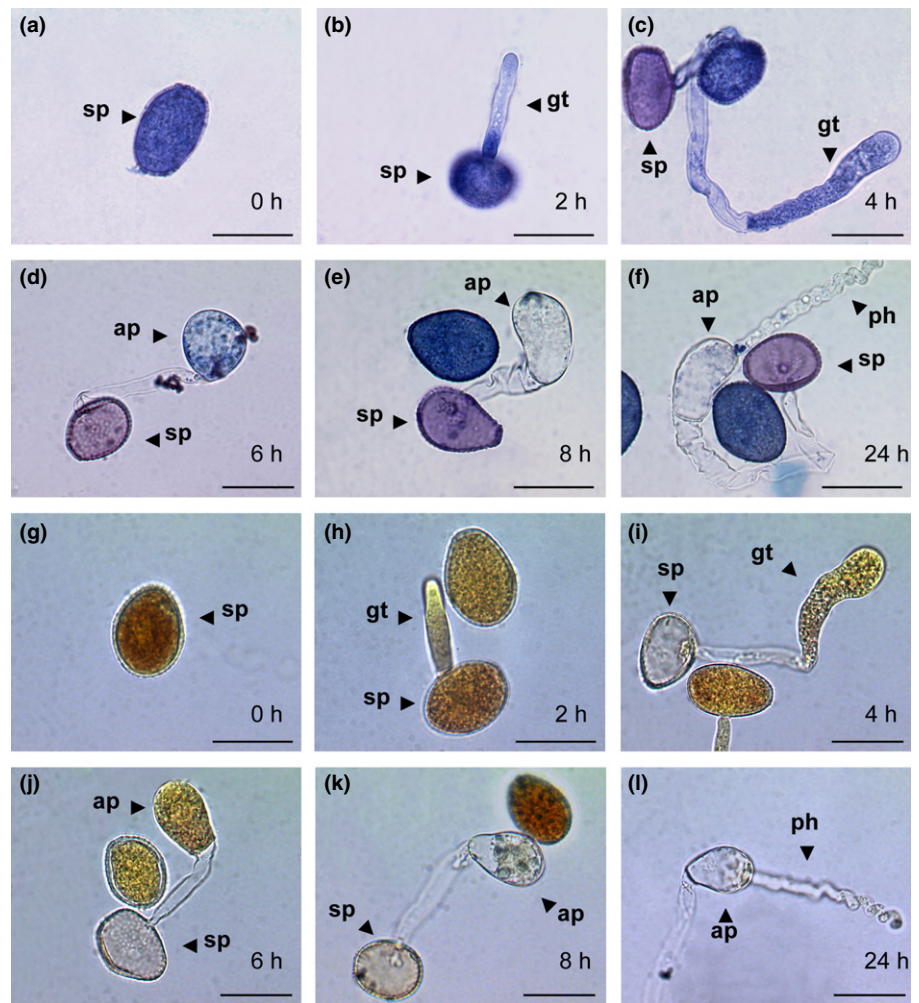 (a)
sp
0 h
(b)
gt
sp
2 h
(c)
gt
sp
4 h
(d)
ap
sp
6 h
(e)
ap
sp
8 h
(f)
ap
ph
sp
24 h
(g)
sp
0 h
(h)
gt
sp
2 h
(i)
gt
sp
4 h
(j)
ap
sp
6 h
(k)
sp
ap
8 h
(l)
ph
ap
24 h